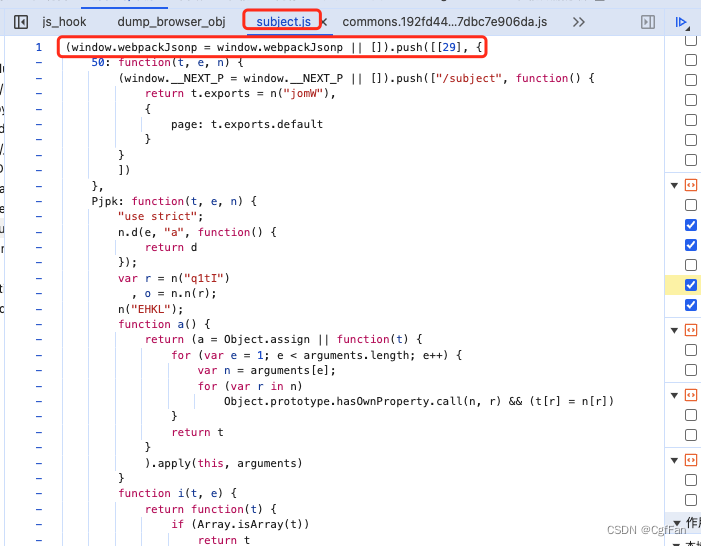 js_hook dump_browser_obj subject.js × commons.192fd44...7dbc7e906da.js >>
1 (window.webpackJsonp = window.webpackJsonp || []).push([[29], {
- 50: function(t, e, n) {
- (window.__NEXT_P = window.__NEXT_P || []).push(["/subject", function() {
- return t.exports = n("jomW"),
- {
- page: t.exports.default
- }
- }
- ])
- },
- Pjpk: function(t, e, n) {
- "use strict";
- n.d(e, "a", function() {
- return d
- });
- var r = n("q1tI")
- , o = n.n(r);
- n("EHKL");
- function a() {
- return (a = Object.assign || function(t) {
- for (var e = 1; e < arguments.length; e++) {
- var n = arguments[e];
- for (var r in n)
- Object.prototype.hasOwnProperty.call(n, r) && (t[r] = n[r])
- }
- return t
- }
- ).apply(this, arguments)
- }
- function i(t, e) {
- return function(t) {
- if (Array.isArray(t))
- return t
CSDN @CgfFan